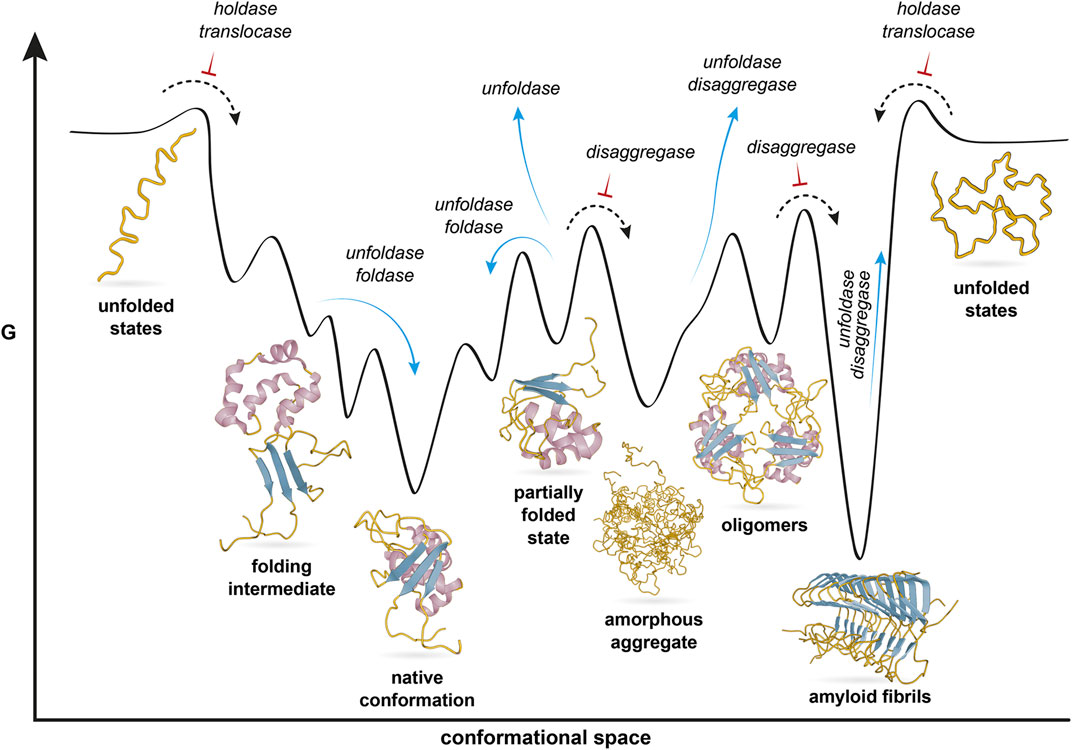 holdase
translocase
unfoldase
unfoldase
disaggregase
holdase
translocase
disaggregase
disaggregase
unfoldase
foldase
unfoldase
foldase
unfoldase
disaggregase
unfolded
states
unfolded
states
G
folding
intermediate
native
conformation
partially
folded
state
amorphous
aggregate
oligomers
amyloid fibrils
conformational space